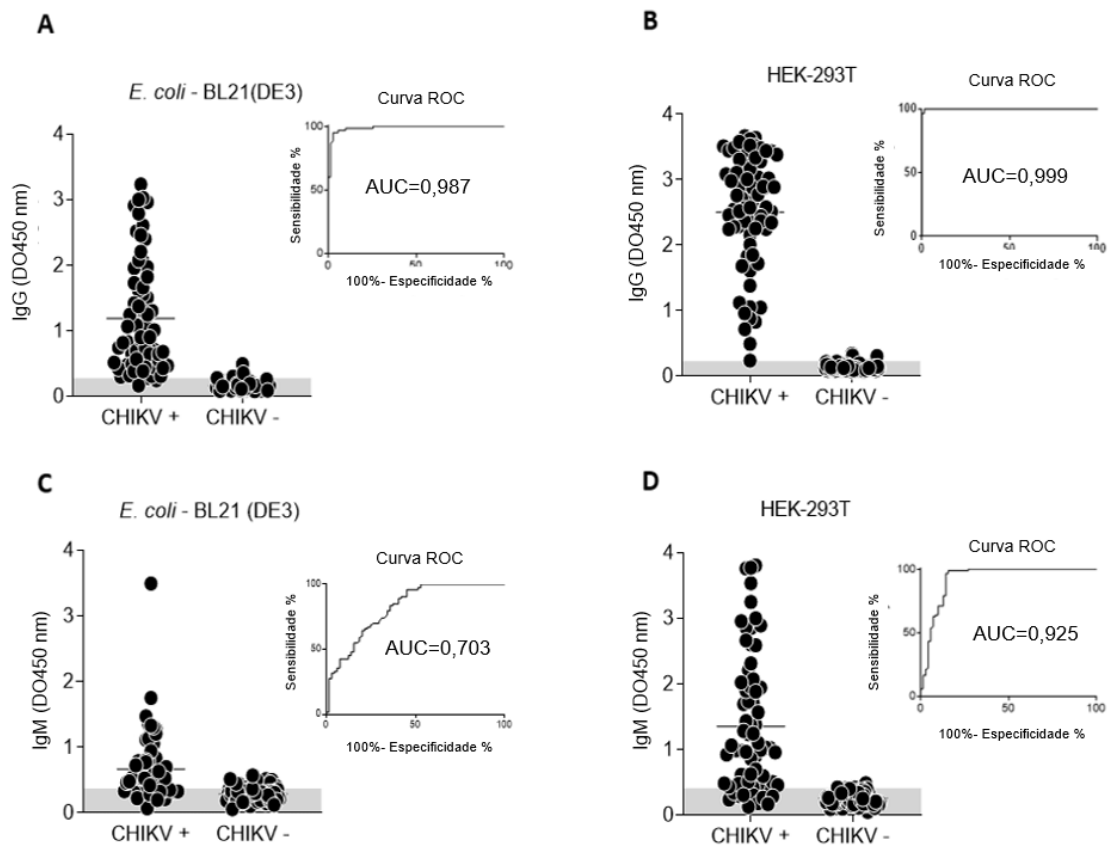 A
E. coli - BL21(DE3)
Curva ROC
AUC=0,987
Sensibilidade %
100
50
0
0
50
100
100%- Especificidade %
IgG (DO450 nm)
4
3
2
1
0
CHIKV +
CHIKV -
B
HEK-293T
Curva ROC
AUC=0,999
Sensibilidade %
100
50
0
0
50
100
100%- Especificidade %
IgG (DO450 nm)
4
3
2
1
0
CHIKV +
CHIKV -
C
E. coli - BL21 (DE3)
Curva ROC
AUC=0,703
Sensibilidade %
100
50
0
0
50
100
100%- Especificidade %
IgM (DO450 nm)
4
3
2
1
0
CHIKV +
CHIKV -
D
HEK-293T
Curva ROC
AUC=0,925
Sensibilidade %
100
50
0
0
50
100
100%- Especificidade %
IgM (DO450 nm)
4
3
2
1
0
CHIKV +
CHIKV -